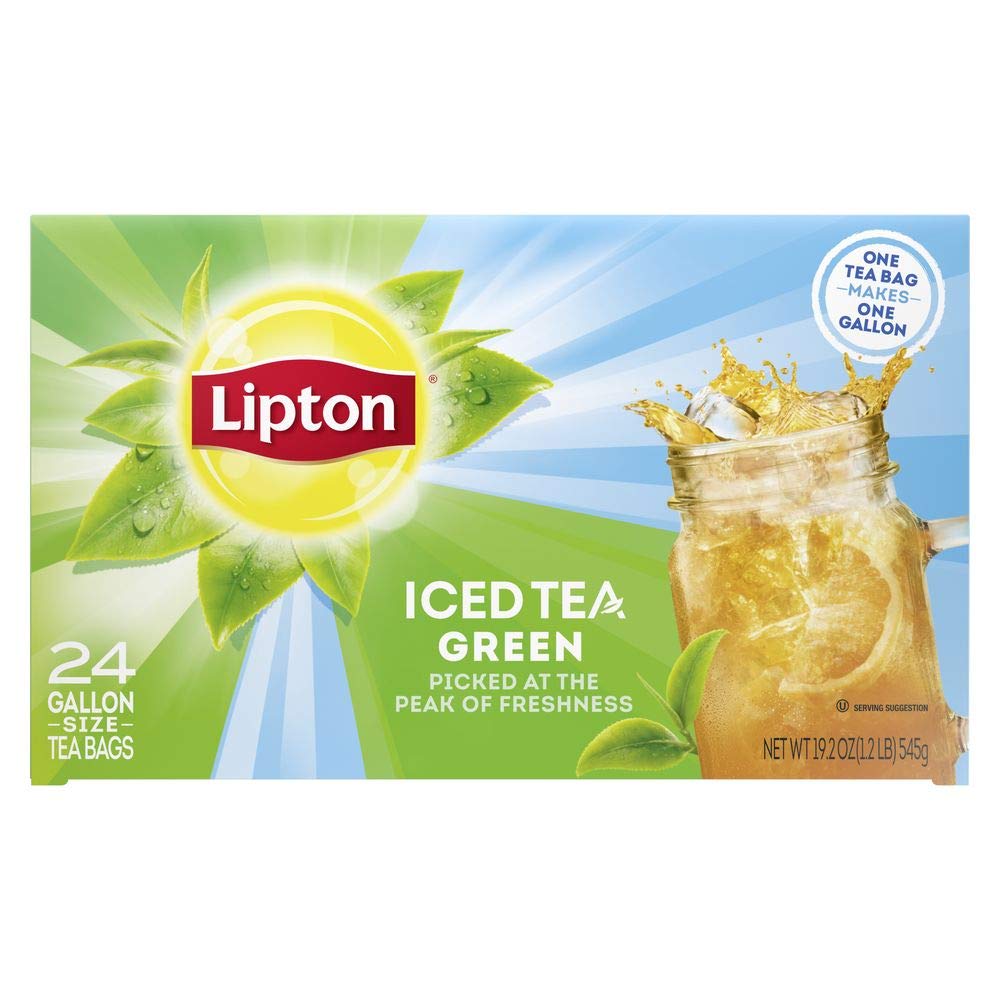 ONE
TEA BAG
–MAKES–
ONE
GALLON
Lipton®
ICED TEA
GREEN
PICKED AT THE
PEAK OF FRESHNESS
24
GALLON
–SIZE–
TEA BAGS
U SERVING SUGGESTION
NET WT 19.2 OZ (1.2 LB) 545g